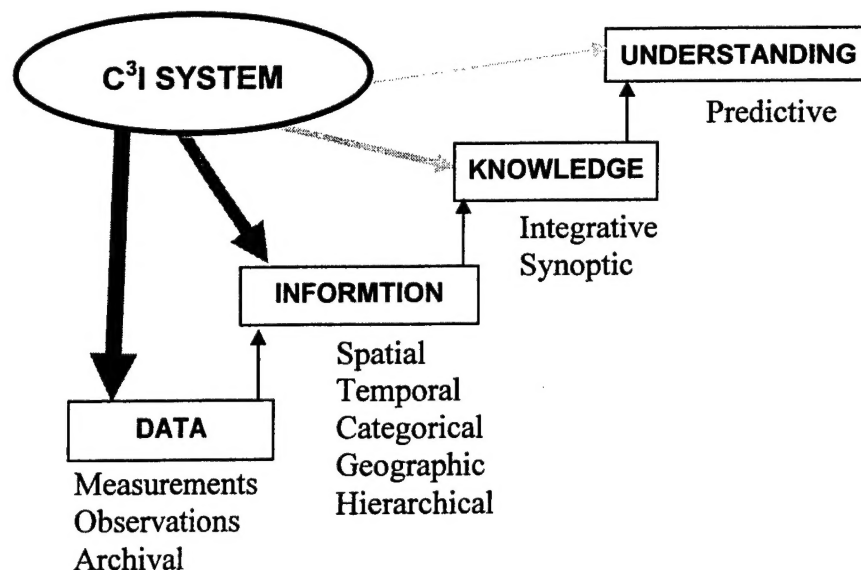 C³I SYSTEM
UNDERSTANDING
Predictive
KNOWLEDGE
Integrative
Synoptic
INFORMTION
Spatial
Temporal
Categorical
Geographic
Hierarchical
DATA
Measurements
Observations
Archival